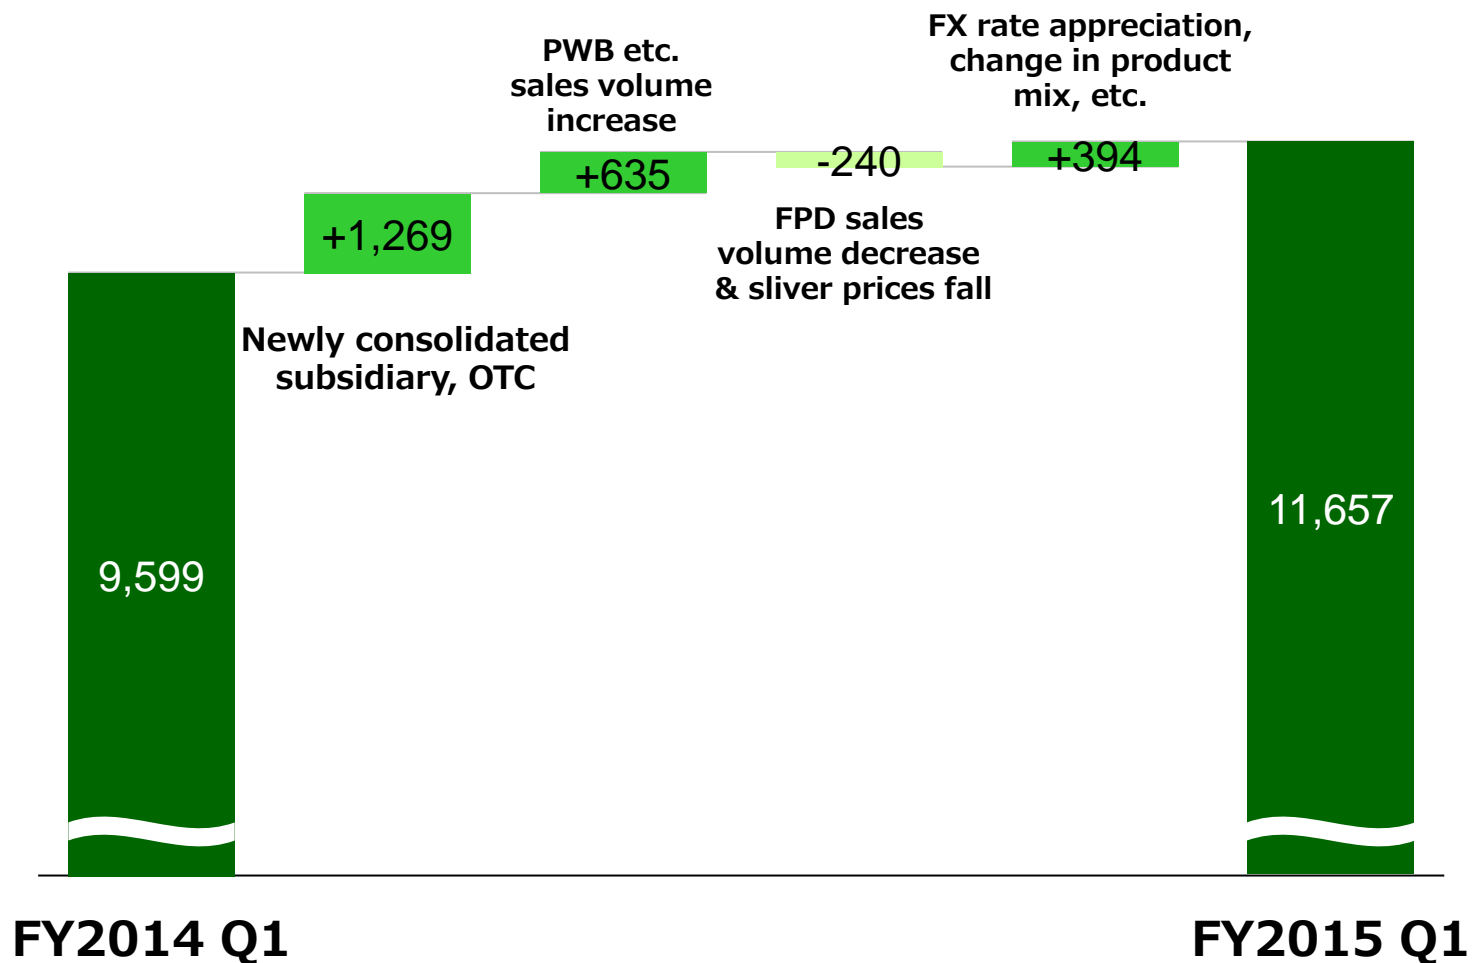 FX rate appreciation,
change in product
mix, etc.
PWB etc.
sales volume
increase
+635
-240
+394
+1,269
FPD sales
volume decrease
& sliver prices fall
Newly consolidated
subsidiary, OTC
9,599
11,657
FY2014 Q1
FY2015 Q1